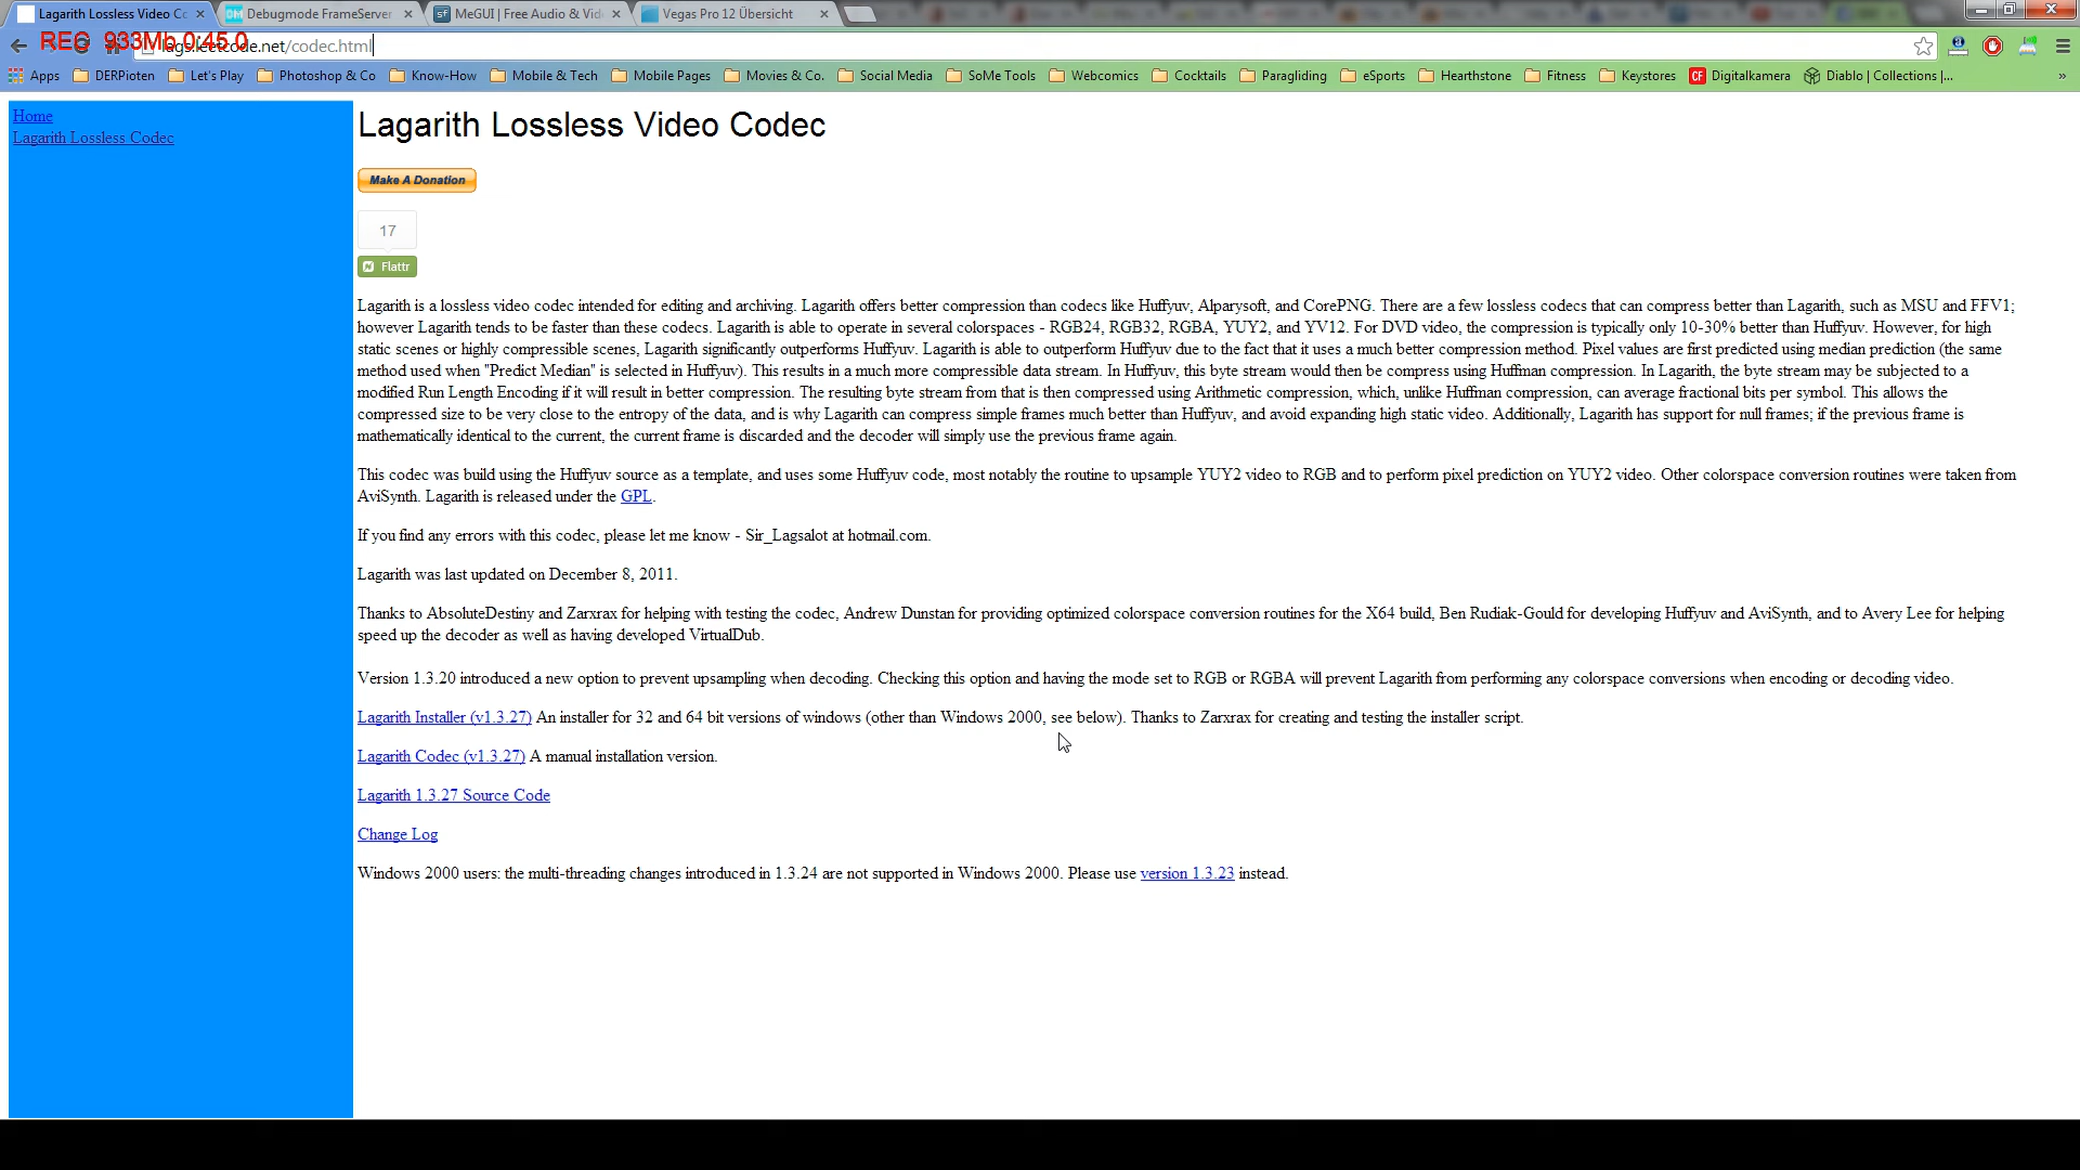 Lagarith Lossless Video Co
Debugmode FrameServer
MeGUI | Free Audio & Vid
Vegas Pro 12 Übersicht
REC 933Mb 0:45.0
lags.leetcode.net/codec.html
Apps
DERPioten
Let's Play
Photoshop & Co
Know-How
Mobile & Tech
Mobile Pages
Movies & Co.
Social Media
SoMe Tools
Webcomics
Cocktails
Paragliding
eSports
Hearthstone
Fitness
Keystores
CF Digitalkamera
Diablo | Collections |...
»
Home
Lagarith Lossless Codec
Lagarith Lossless Video Codec
Make A Donation
17
Flattr
Lagarith is a lossless video codec intended for editing and archiving. Lagarith offers better compression than codecs like Huffyuv, Alparysoft, and CorePNG. There are a few lossless codecs that can compress better than Lagarith, such as MSU and FFV1;
however Lagarith tends to be faster than these codecs. Lagarith is able to operate in several colorspaces - RGB24, RGB32, RGBA, YUY2, and YV12. For DVD video, the compression is typically only 10-30% better than Huffyuv. However, for high
static scenes or highly compressible scenes, Lagarith significantly outperforms Huffyuv. Lagarith is able to outperform Huffyuv due to the fact that it uses a much better compression method. Pixel values are first predicted using median prediction (the same
method used when "Predict Median" is selected in Huffyuv). This results in a much more compressible data stream. In Huffyuv, this byte stream would then be compress using Huffman compression. In Lagarith, the byte stream may be subjected to a
modified Run Length Encoding if it will result in better compression. The resulting byte stream from that is then compressed using Arithmetic compression, which, unlike Huffman compression, can average fractional bits per symbol. This allows the
compressed size to be very close to the entropy of the data, and is why Lagarith can compress simple frames much better than Huffyuv, and avoid expanding high static video. Additionally, Lagarith has support for null frames; if the previous frame is
mathematically identical to the current, the current frame is discarded and the decoder will simply use the previous frame again.
This codec was build using the Huffyuv source as a template, and uses some Huffyuv code, most notably the routine to upsample YUY2 video to RGB and to perform pixel prediction on YUY2 video. Other colorspace conversion routines were taken from
AviSynth. Lagarith is released under the GPL.
If you find any errors with this codec, please let me know - Sir_Lagsalot at hotmail.com.
Lagarith was last updated on December 8, 2011.
Thanks to AbsoluteDestiny and Zarxrax for helping with testing the codec, Andrew Dunstan for providing optimized colorspace conversion routines for the X64 build, Ben Rudiak-Gould for developing Huffyuv and AviSynth, and to Avery Lee for helping
speed up the decoder as well as having developed VirtualDub.
Version 1.3.20 introduced a new option to prevent upsampling when decoding. Checking this option and having the mode set to RGB or RGBA will prevent Lagarith from performing any colorspace conversions when encoding or decoding video.
Lagarith Installer (v1.3.27) An installer for 32 and 64 bit versions of windows (other than Windows 2000, see below). Thanks to Zarxrax for creating and testing the installer script.
Lagarith Codec (v1.3.27) A manual installation version.
Lagarith 1.3.27 Source Code
Change Log
Windows 2000 users: the multi-threading changes introduced in 1.3.24 are not supported in Windows 2000. Please use version 1.3.23 instead.